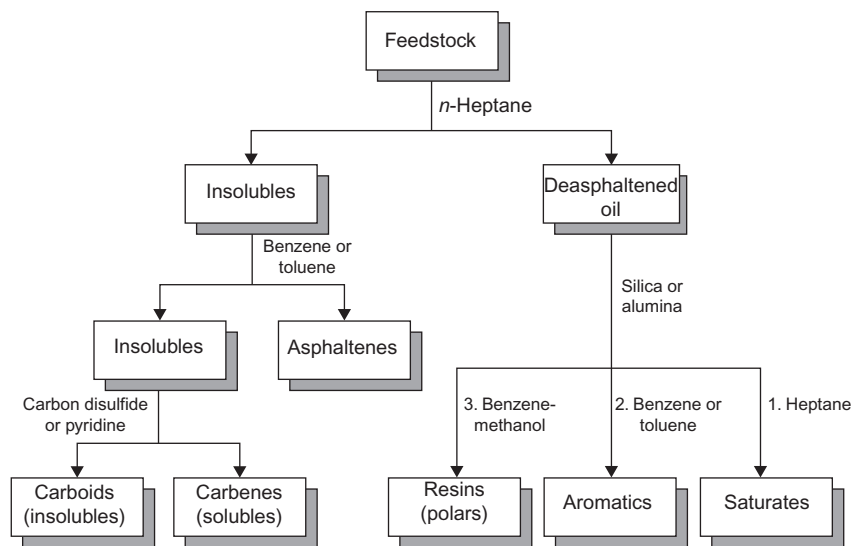 Feedstock
n-Heptane
Insolubles
Deasphaltened
oil
Benzene or
toluene
Silica or
alumina
Insolubles
Asphaltenes
Carbon disulfide
or pyridine
3. Benzene-
methanol
2. Benzene or
toluene
1. Heptane
Carboids
(insolubles)
Carbenes
(solubles)
Resins
(polars)
Aromatics
Saturates